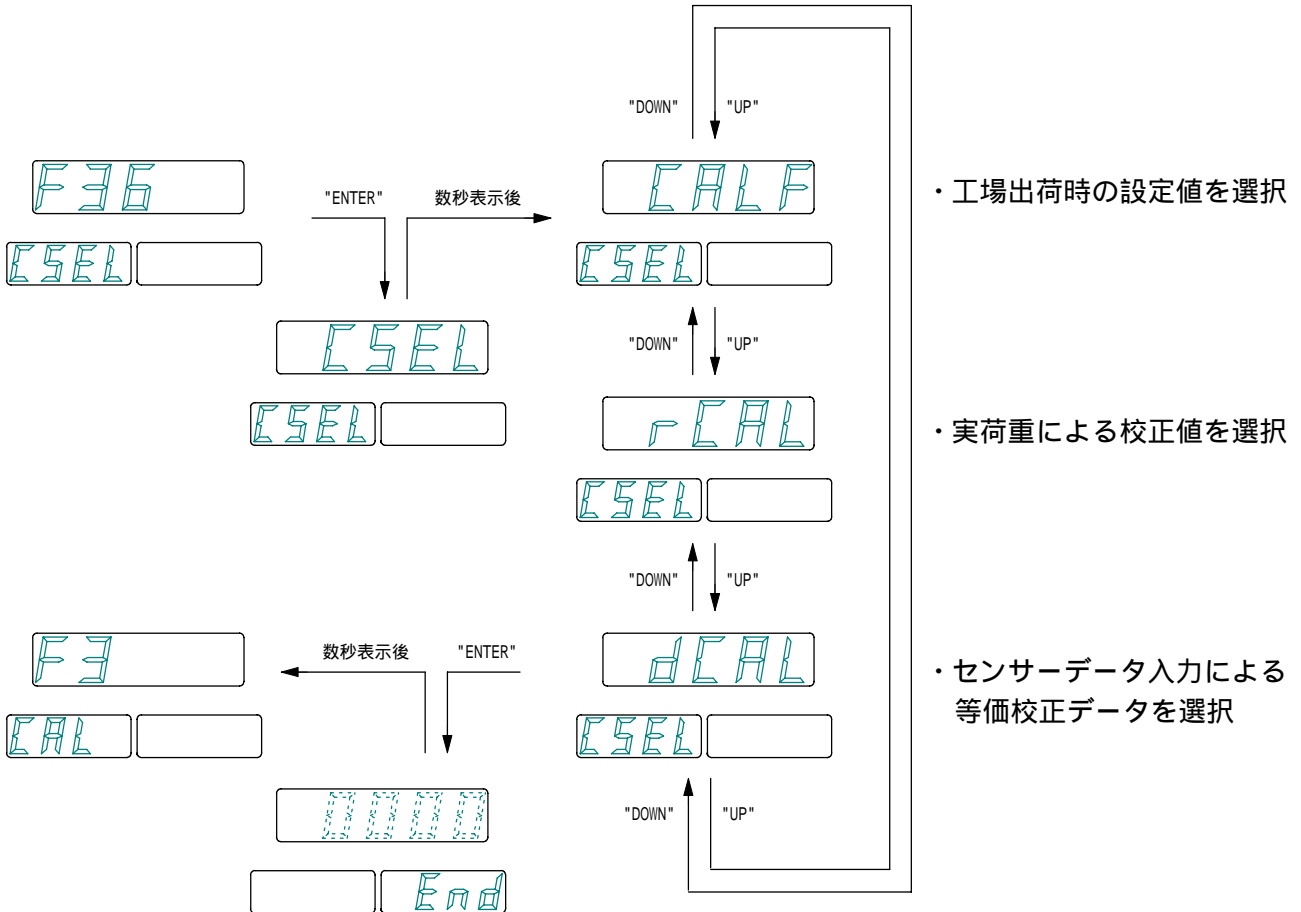 "DOWN" "UP"
F36
"ENTER" 数秒表示後
CALF
・工場出荷時の設定値を選択
CSEL
CSEL
CSEL
"DOWN" "UP"
CSEL
rCAL
・実荷重による校正値を選択
CSEL
"DOWN" "UP"
F3
数秒表示後 "ENTER"
dCAL
・センサーデータ入力による
等価校正データを選択
CAL
CSEL
0000
"DOWN" "UP"
End